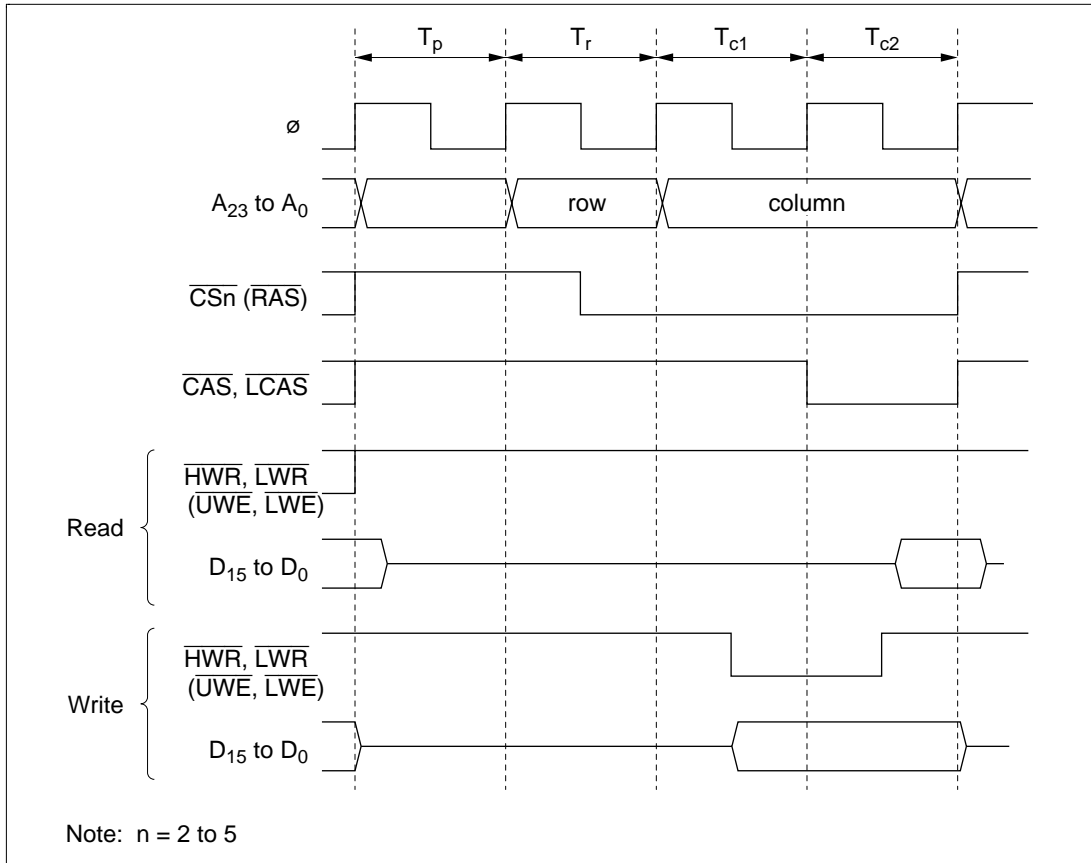 Tp Tr Tc1 Tc2
ø
A23 to A0 row column
CSn (RAS)
CAS, LCAS
Read
HWR, LWR
(UWE, LWE)
D15 to D0
Write
HWR, LWR
(UWE, LWE)
D15 to D0
Note: n = 2 to 5